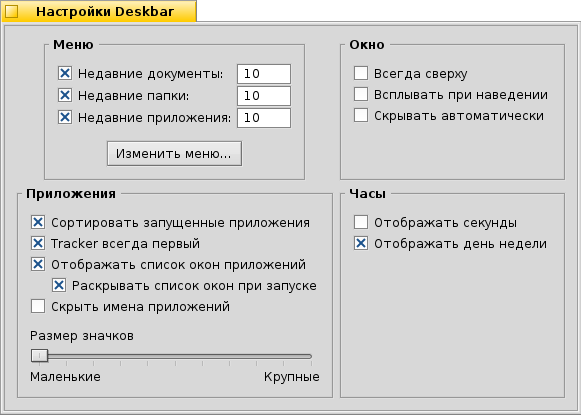 Настройки Deskbar
Меню
Недавние документы: 10
Недавние папки: 10
Недавние приложения: 10
Изменить меню...
Окно
Всегда сверху
Всплывать при наведении
Скрывать автоматически
Приложения
Сортировать запущенные приложения
Tracker всегда первый
Отображать список окон приложений
Раскрывать список окон при запуске
Скрыть имена приложений
Размер значков
Маленькие Крупные
Часы
Отображать секунды
Отображать день недели